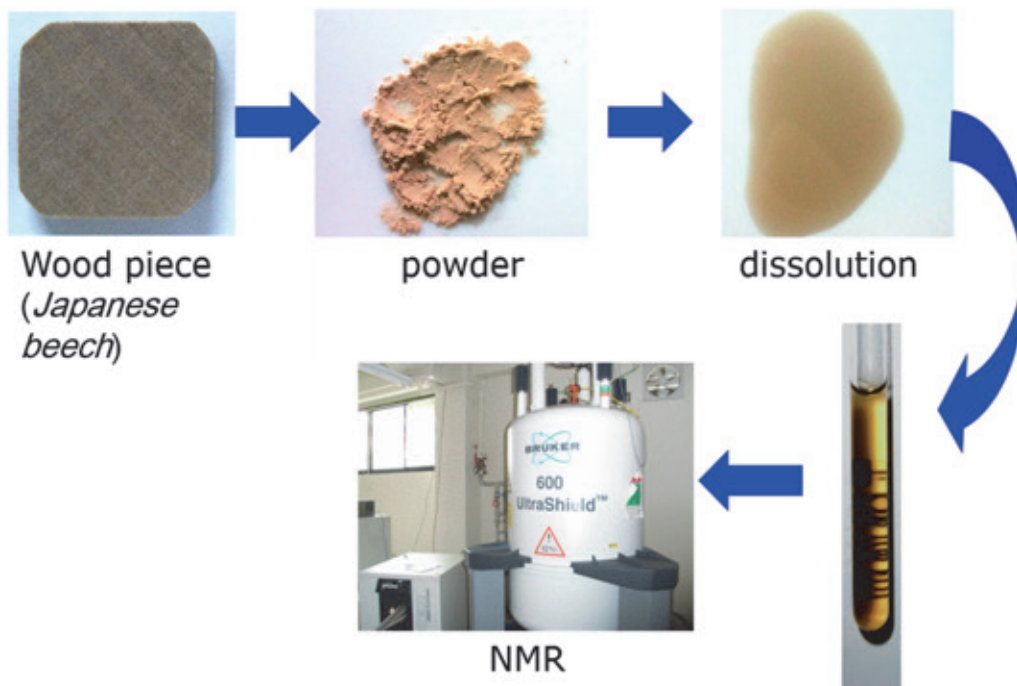 Wood piece
(Japanese
beech)
powder
dissolution
BRUKER
600
UltraShield™
NMR